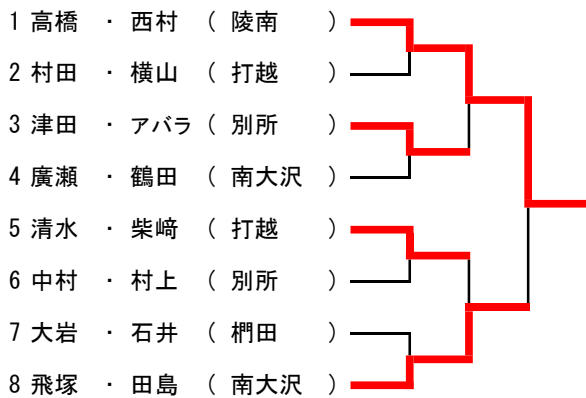 1 高橋 ・ 西村 ( 陵南 )
2 村田 ・ 横山 ( 打越 )
3 津田 ・ アバラ ( 別所 )
4 廣瀬 ・ 鶴田 ( 南大沢 )
5 清水 ・ 柴﨑 ( 打越 )
6 中村 ・ 村上 ( 別所 )
7 大岩 ・ 石井 ( 椚田 )
8 飛塚 ・ 田島 ( 南大沢 )